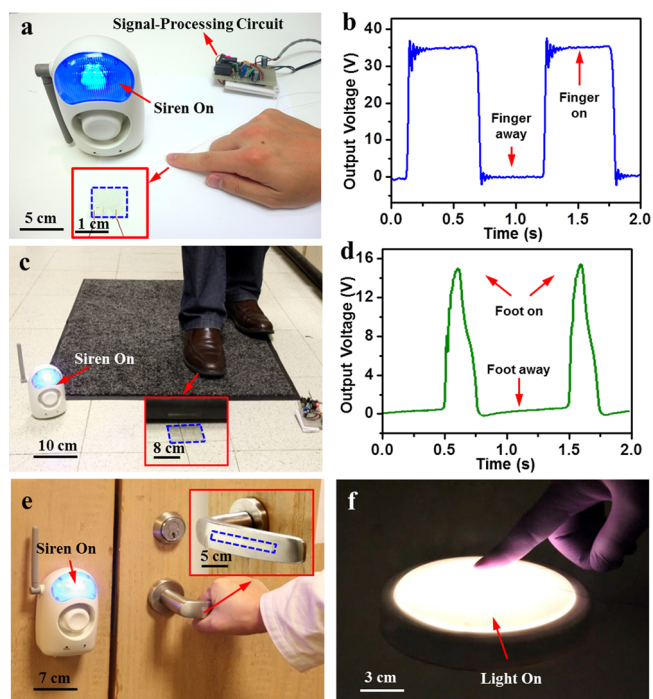 a
Signal-Processing Circuit
Siren On
5 cm
1 cm
b
Output Voltage (V)
40
30
20
10
0
Finger away
Finger on
0.0 0.5 1.0 1.5 2.0
Time (s)
c
Siren On
10 cm
8 cm
d
Output Voltage (V)
16
12
8
4
0
Foot on
Foot away
0.0 0.5 1.0 1.5 2.0
Time (s)
e
Siren On
5 cm
7 cm
f
3 cm
Light On